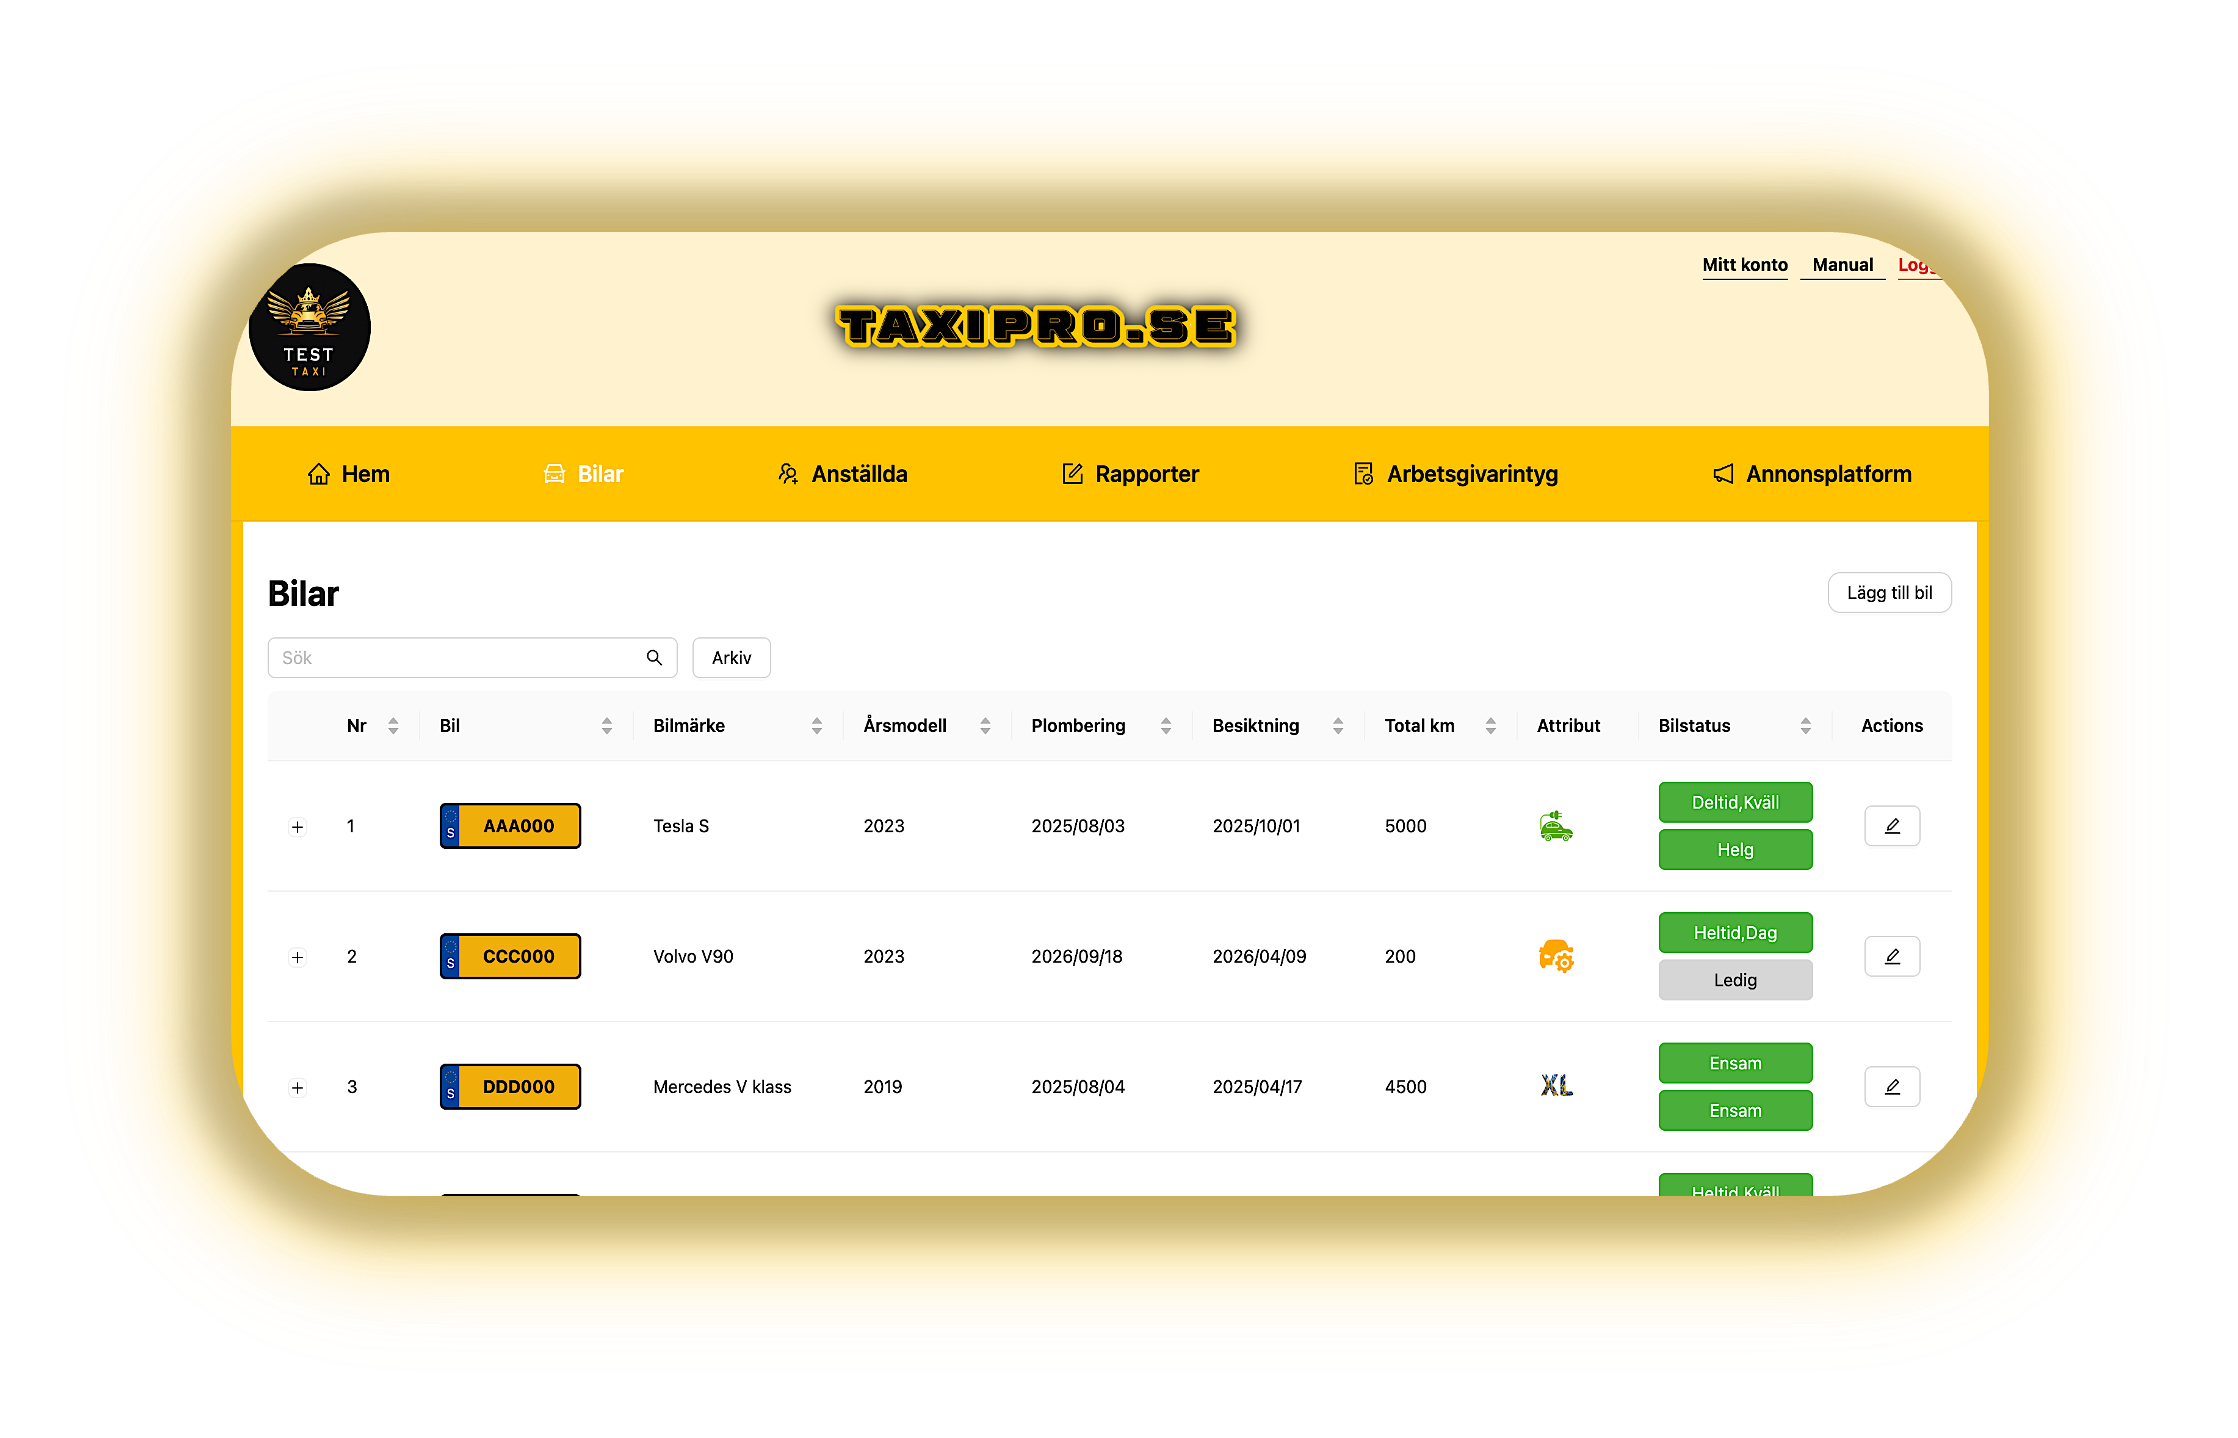 Mitt konto Manual
TEST
TAXI
TAXIPRO.SE
Hem Bilar Anställda Rapporter Arbetsgivarintyg Annonsplatform
Bilar
Lägg till bil
Sök
Arkiv
Nr Bil Bilmärke Årsmodell Plombering Besiktning Total km Attribut Bilstatus Actions
1 S AAA000 Tesla S 2023 2025/08/03 2025/10/01 5000 Deltid,Kväll
Helg
2 S CCC000 Volvo V90 2023 2026/09/18 2026/04/09 200 Heltid,Dag
Ledig
3 S DDD000 Mercedes V klass 2019 2025/08/04 2025/04/17 4500 XL Ensam
Ensam
Heltid,Kväll